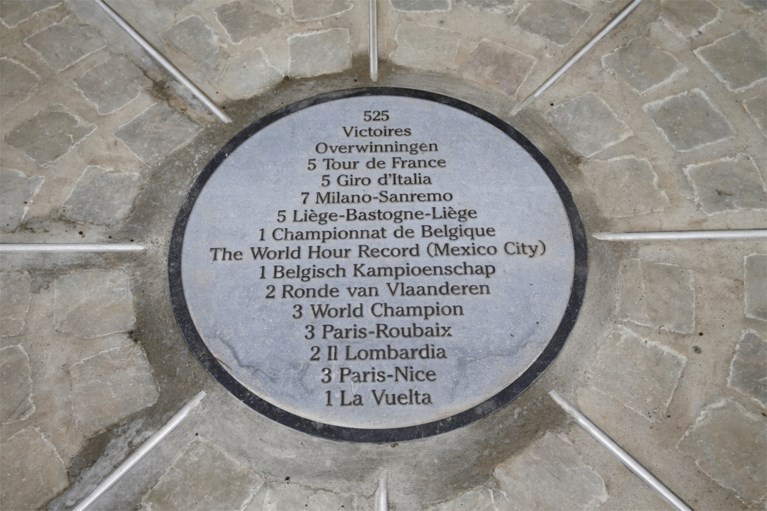 525
Victoires
Overwinningen
5 Tour de France
5 Giro d'Italia
7 Milano-Sanremo
5 Liège-Bastogne-Liège
1 Championnat de Belgique
The World Hour Record (Mexico City)
1 Belgisch Kampioenschap
2 Ronde van Vlaanderen
3 World Champion
3 Paris-Roubaix
2 Il Lombardia
3 Paris-Nice
1 La Vuelta